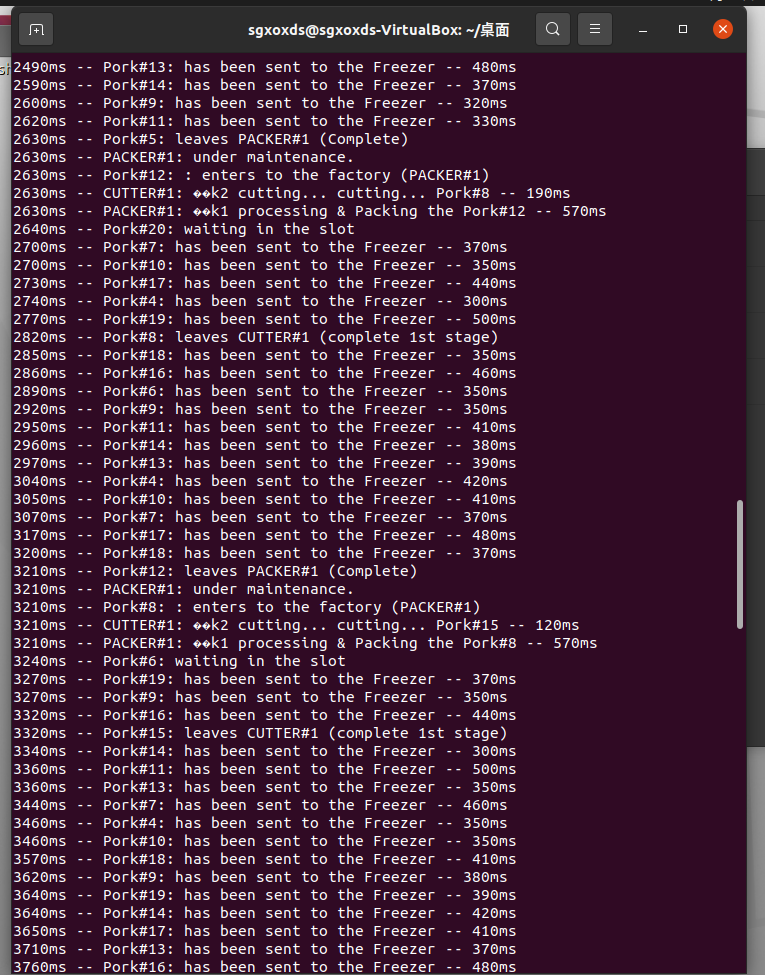 sgxoxds@sgxoxds-VirtualBox: ~/桌面
2490ms -- Pork#13: has been sent to the Freezer -- 480ms
2590ms -- Pork#14: has been sent to the Freezer -- 370ms
2600ms -- Pork#9: has been sent to the Freezer -- 320ms
2620ms -- Pork#11: has been sent to the Freezer -- 330ms
2630ms -- Pork#5: leaves PACKER#1 (Complete)
2630ms -- PACKER#1: under maintenance.
2630ms -- Pork#12: : enters to the factory (PACKER#1)
2630ms -- CUTTER#1: ��k2 cutting... cutting... Pork#8 -- 190ms
2630ms -- PACKER#1: ��k1 processing & Packing the Pork#12 -- 570ms
2640ms -- Pork#20: waiting in the slot
2700ms -- Pork#7: has been sent to the Freezer -- 370ms
2700ms -- Pork#10: has been sent to the Freezer -- 350ms
2730ms -- Pork#17: has been sent to the Freezer -- 440ms
2740ms -- Pork#4: has been sent to the Freezer -- 300ms
2770ms -- Pork#19: has been sent to the Freezer -- 500ms
2820ms -- Pork#8: leaves CUTTER#1 (complete 1st stage)
2850ms -- Pork#18: has been sent to the Freezer -- 350ms
2860ms -- Pork#16: has been sent to the Freezer -- 460ms
2890ms -- Pork#6: has been sent to the Freezer -- 350ms
2920ms -- Pork#9: has been sent to the Freezer -- 350ms
2950ms -- Pork#11: has been sent to the Freezer -- 410ms
2960ms -- Pork#14: has been sent to the Freezer -- 380ms
2970ms -- Pork#13: has been sent to the Freezer -- 390ms
3040ms -- Pork#4: has been sent to the Freezer -- 420ms
3050ms -- Pork#10: has been sent to the Freezer -- 410ms
3070ms -- Pork#7: has been sent to the Freezer -- 370ms
3170ms -- Pork#17: has been sent to the Freezer -- 480ms
3200ms -- Pork#18: has been sent to the Freezer -- 370ms
3210ms -- Pork#12: leaves PACKER#1 (Complete)
3210ms -- PACKER#1: under maintenance.
3210ms -- Pork#8: : enters to the factory (PACKER#1)
3210ms -- CUTTER#1: ��k2 cutting... cutting... Pork#15 -- 120ms
3210ms -- PACKER#1: ��k1 processing & Packing the Pork#8 -- 570ms
3240ms -- Pork#6: waiting in the slot
3270ms -- Pork#19: has been sent to the Freezer -- 370ms
3270ms -- Pork#9: has been sent to the Freezer -- 350ms
3320ms -- Pork#16: has been sent to the Freezer -- 440ms
3320ms -- Pork#15: leaves CUTTER#1 (complete 1st stage)
3340ms -- Pork#14: has been sent to the Freezer -- 300ms
3360ms -- Pork#11: has been sent to the Freezer -- 500ms
3360ms -- Pork#13: has been sent to the Freezer -- 350ms
3440ms -- Pork#7: has been sent to the Freezer -- 460ms
3460ms -- Pork#4: has been sent to the Freezer -- 350ms
3460ms -- Pork#10: has been sent to the Freezer -- 350ms
3570ms -- Pork#18: has been sent to the Freezer -- 410ms
3620ms -- Pork#9: has been sent to the Freezer -- 380ms
3640ms -- Pork#19: has been sent to the Freezer -- 390ms
3640ms -- Pork#14: has been sent to the Freezer -- 420ms
3650ms -- Pork#17: has been sent to the Freezer -- 410ms
3710ms -- Pork#13: has been sent to the Freezer -- 370ms
3760ms -- Pork#16: has been sent to the Freezer -- 480ms